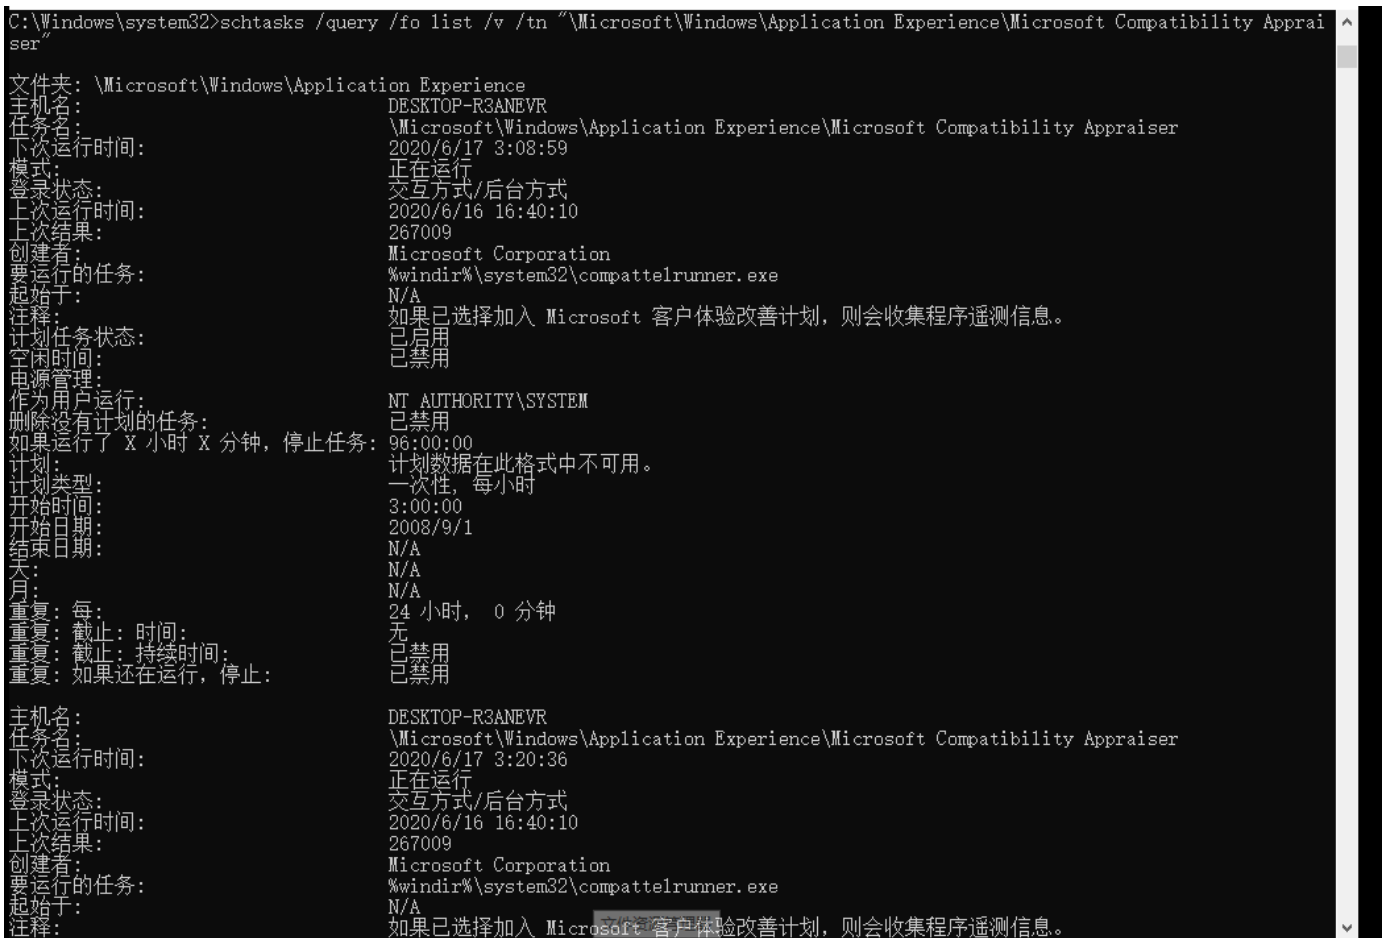 C:\Windows\system32>schtasks /query /fo list /v /tn "\Microsoft\Windows\Application Experience\Microsoft Compatibility Apprai
ser"
文件夹: \Microsoft\Windows\Application Experience
主机名: DESKTOP-R3ANEVR
任务名: \Microsoft\Windows\Application Experience\Microsoft Compatibility Appraiser
下次运行时间: 2020/6/17 3:08:59
模式: 正在运行
登录状态: 交互方式/后台方式
上次运行时间: 2020/6/16 16:40:10
上次结果: 267009
创建者: Microsoft Corporation
要运行的任务: %windir%\system32\compattelrunner.exe
起始于: N/A
注释: 如果已选择加入 Microsoft 客户体验改善计划，则会收集程序遥测信息。
计划任务状态: 已启用
空闲时间: 已禁用
电源管理:
作为用户运行: NT AUTHORITY\SYSTEM
删除没有计划的任务: 已禁用
如果运行了 X 小时 X 分钟，停止任务: 96:00:00
计划: 计划数据在此格式中不可用。
计划类型: 一次性, 每小时
开始时间: 3:00:00
开始日期: 2008/9/1
结束日期: N/A
天: N/A
月: N/A
重复: 每: 24 小时， 0 分钟
重复: 截止: 时间: 无
重复: 截止: 持续时间: 已禁用
重复: 如果还在运行，停止: 已禁用
主机名: DESKTOP-R3ANEVR
任务名: \Microsoft\Windows\Application Experience\Microsoft Compatibility Appraiser
下次运行时间: 2020/6/17 3:20:36
模式: 正在运行
登录状态: 交互方式/后台方式
上次运行时间: 2020/6/16 16:40:10
上次结果: 267009
创建者: Microsoft Corporation
要运行的任务: %windir%\system32\compattelrunner.exe
起始于: N/A
注释: 如果已选择加入 Microsoft 客户体验改善计划，则会收集程序遥测信息。